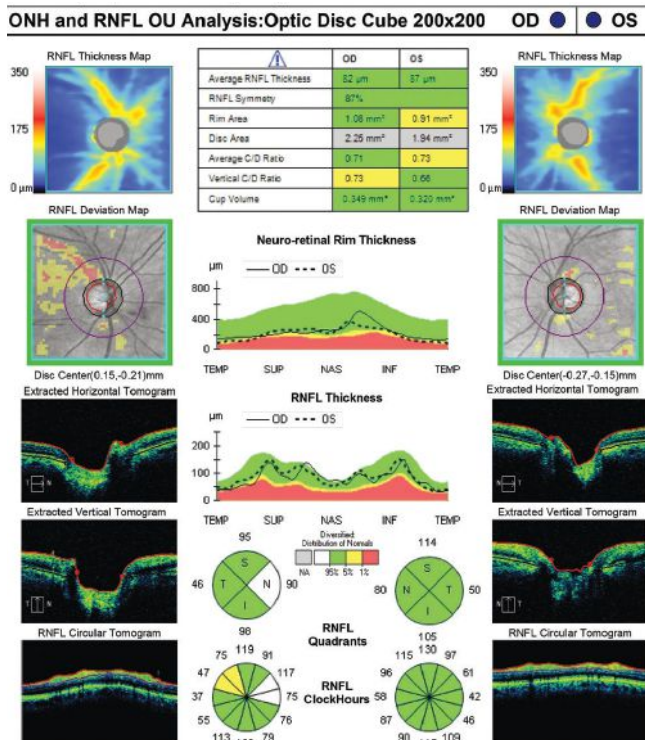 ONH and RNFL OU Analysis:Optic Disc Cube 200x200 OD OS
RNFL Thickness Map
350
175
0 µm
OD OS
Average RNFL Thickness 82 µm 87 µm
RNFL Symmetry 87%
Rim Area 1.08 mm² 0.91 mm²
Disc Area 2.25 mm² 1.94 mm²
Average C/D Ratio 0.71 0.73
Vertical C/D Ratio 0.73 0.66
Cup Volume 0.349 mm³ 0.320 mm³
RNFL Thickness Map
350
175
0 µm
RNFL Deviation Map
Disc Center(0.15,-0.21)mm
Neuro-retinal Rim Thickness
µm OD OS
800
400
0
TEMP SUP NAS INF TEMP
RNFL Deviation Map
Disc Center(-0.27,-0.15)mm
Extracted Horizontal Tomogram
T N
RNFL Thickness
µm OD OS
200
100
0
TEMP SUP NAS INF TEMP
Extracted Horizontal Tomogram
T N
Extracted Vertical Tomogram
Diversified:
Distribution of Normals
NA 95% 5% 1%
95
S
46 T N 90
I
98
114
S
80 N T 50
I
105
RNFL
Quadrants
Extracted Vertical Tomogram
RNFL Circular Tomogram
119
75 91
47 117
37 75
55 76
113 79
RNFL
ClockHours
130
115 97
96 61
58 42
87 46
90 109
RNFL Circular Tomogram